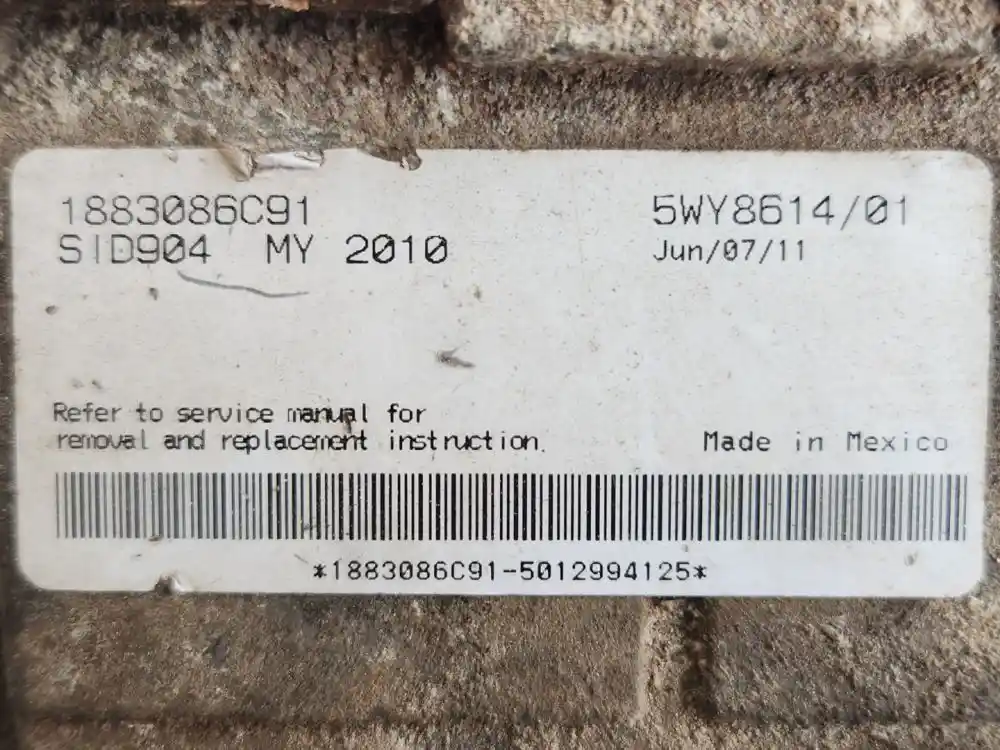 1883086C91
5WY8614/01
SID904 MY 2010
Jun/07/11
Refer to service manual for
removal and replacement instruction.
Made in Mexico
*1883086C91-5012994125*